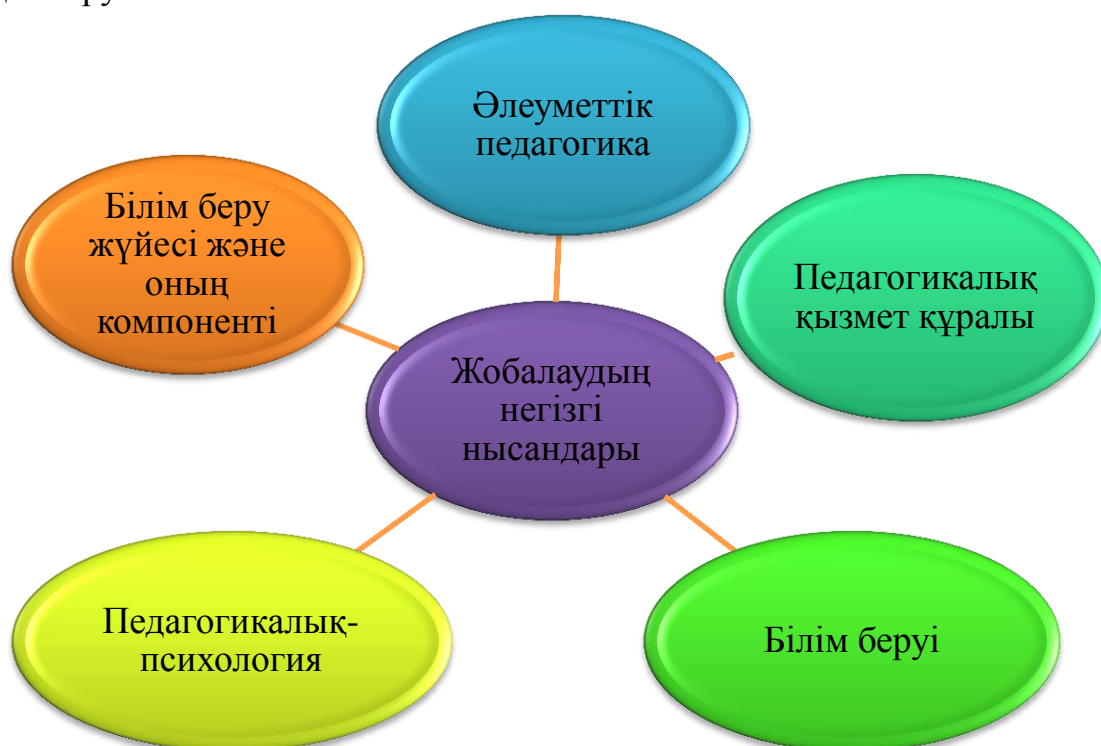 Әлеуметтік
педагогика
Білім беру
жүйесі және
оның
компоненті
Педагогикалық
қызмет құралы
Жобалаудың
негізгі
нысандары
Педагогикалық-
психология
Білім беруі